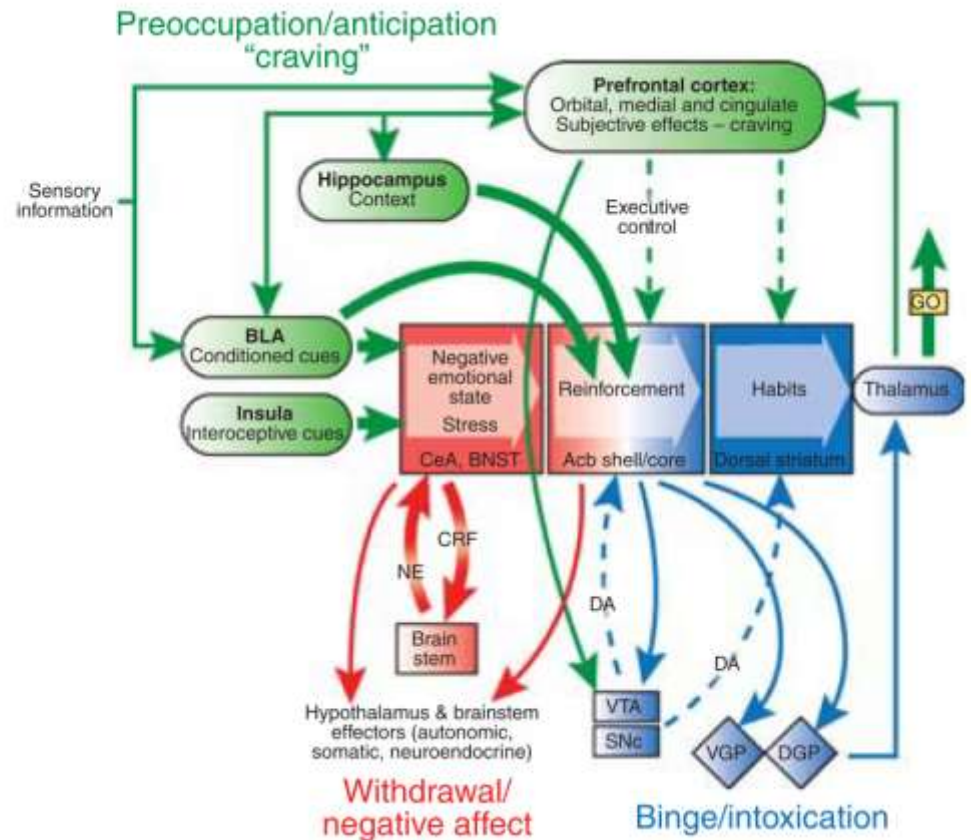 Preoccupation/anticipation
“craving”
Prefrontal cortex:
Orbital, medial and cingulate
Subjective effects – craving
Hippocampus
Context
Sensory
information
Executive
control
GO
BLA
Conditioned cues
Insula
Interoceptive cues
Negative
emotional
state
Stress
CeA, BNST
Reinforcement
Acb shell/core
Habits
Dorsal striatum
Thalamus
NE
CRF
DA
DA
Brain
stem
VTA
SNc
VGP
DGP
Hypothalamus & brainstem
effectors (autonomic,
somatic, neuroendocrine)
Withdrawal/
negative affect
Binge/intoxication